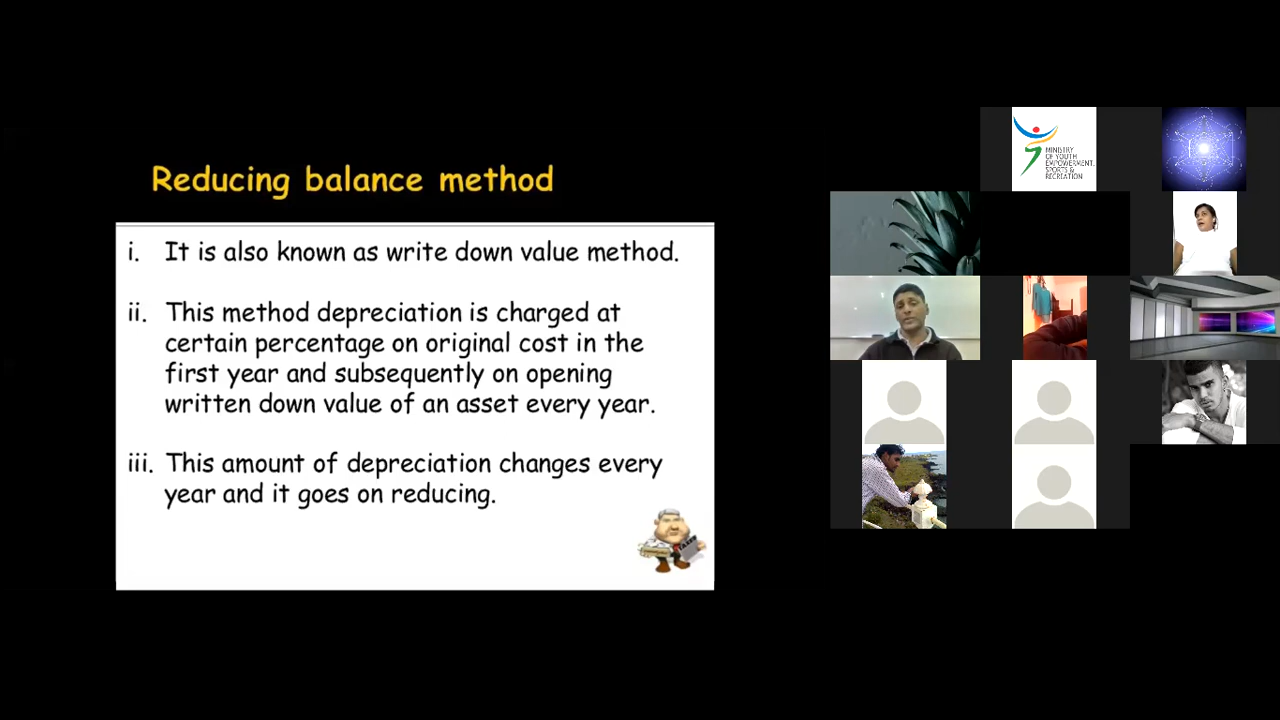 Reducing balance method
i. It is also known as write down value method.
ii. This method depreciation is charged at
certain percentage on original cost in the
first year and subsequently on opening
written down value of an asset every year.
iii. This amount of depreciation changes every
year and it goes on reducing.
MINISTRY
OF YOUTH
EMPOWERMENT,
SPORTS &
RECREATION